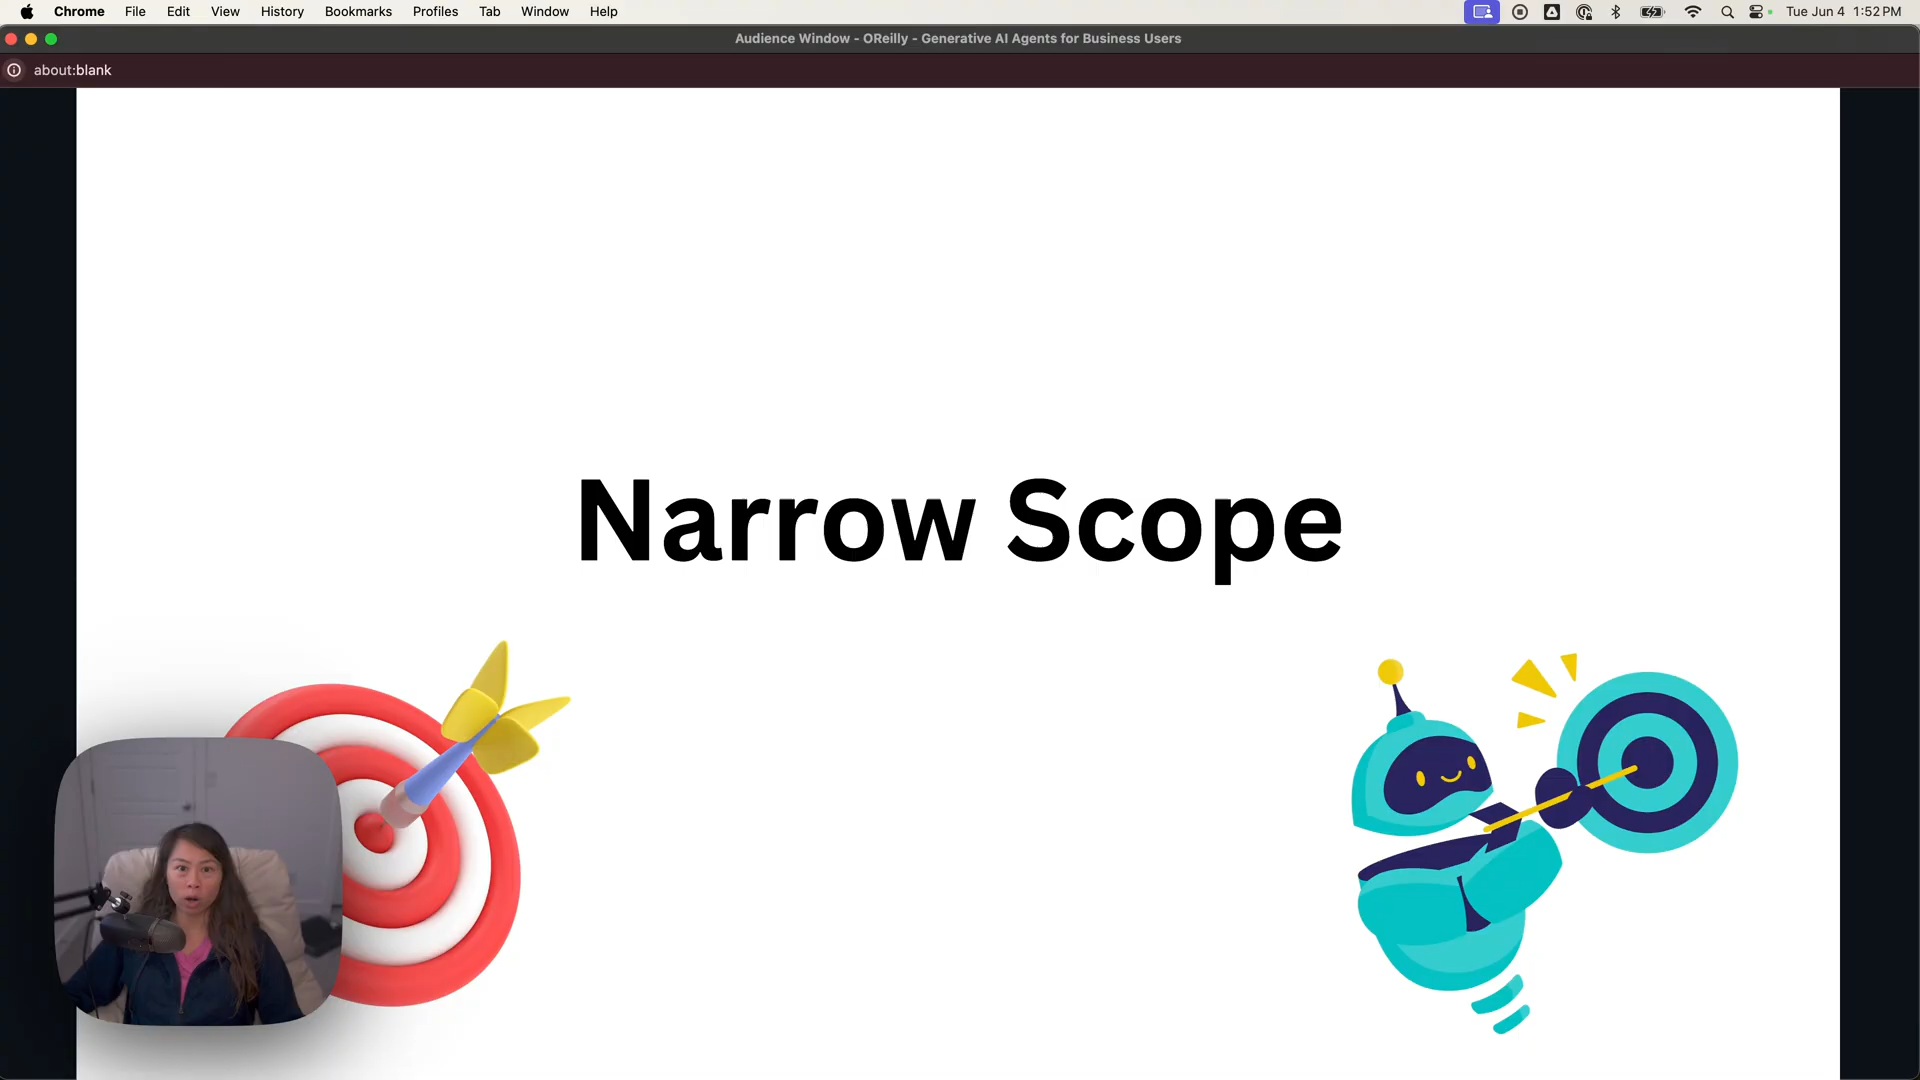 Chrome File Edit View History Bookmarks Profiles Tab Window Help Tue Jun 4 1:52 PM
Audience Window - OReilly - Generative AI Agents for Business Users
about:blank
Narrow Scope